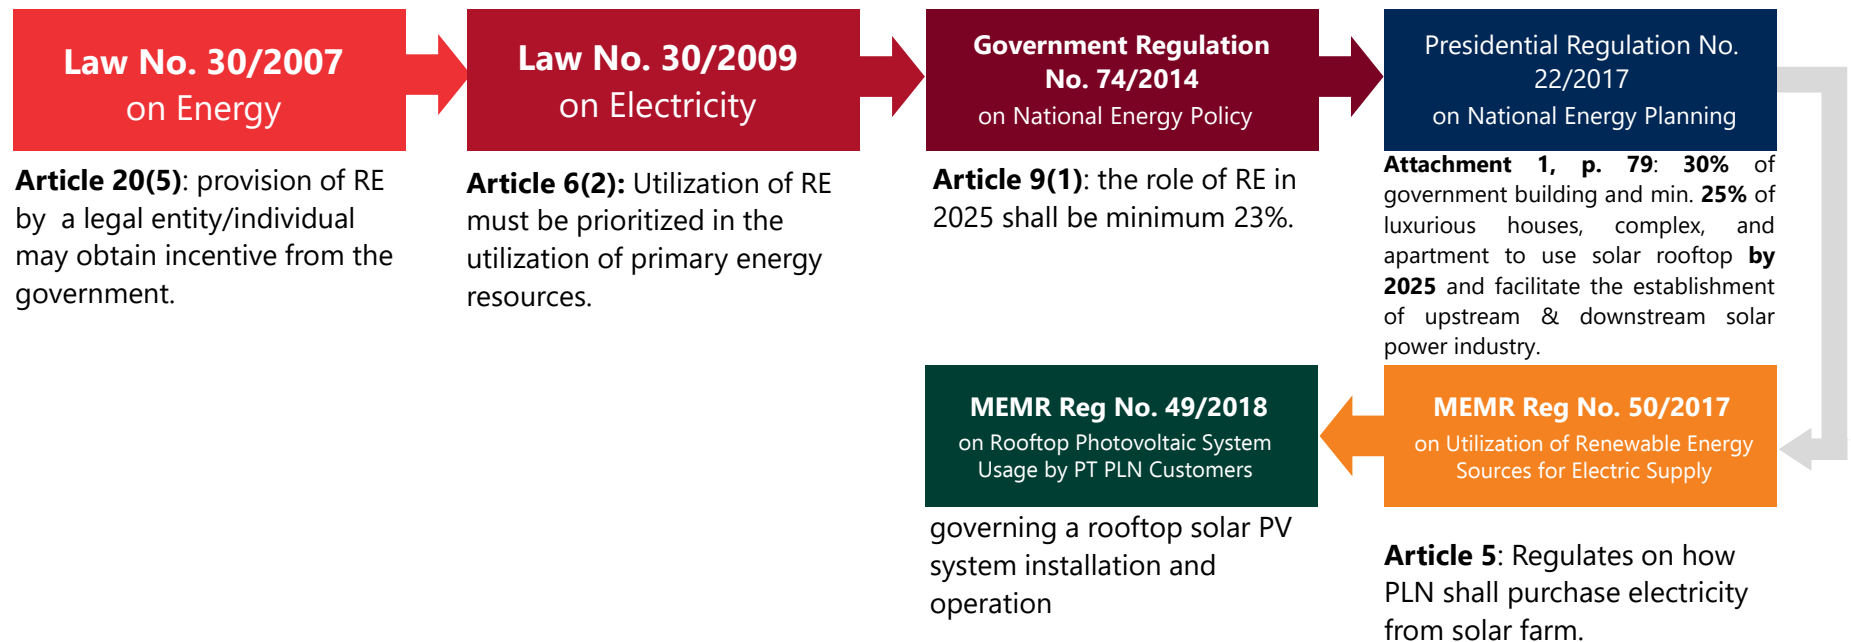 Law No. 30/2007
on Energy
Article 20(5): provision of RE
by a legal entity/individual
may obtain incentive from the
government.
Law No. 30/2009
on Electricity
Article 6(2): Utilization of RE
must be prioritized in the
utilization of primary energy
resources.
Government Regulation
No. 74/2014
on National Energy Policy
Article 9(1): the role of RE in
2025 shall be minimum 23%.
Presidential Regulation No.
22/2017
on National Energy Planning
Attachment 1, p. 79: 30% of
government building and min. 25% of
luxurious houses, complex, and
apartment to use solar rooftop by
2025 and facilitate the establishment
of upstream & downstream solar
power industry.
MEMR Reg No. 50/2017
on Utilization of Renewable Energy
Sources for Electric Supply
Article 5: Regulates on how
PLN shall purchase electricity
from solar farm.
MEMR Reg No. 49/2018
on Rooftop Photovoltaic System
Usage by PT PLN Customers
governing a rooftop solar PV
system installation and
operation